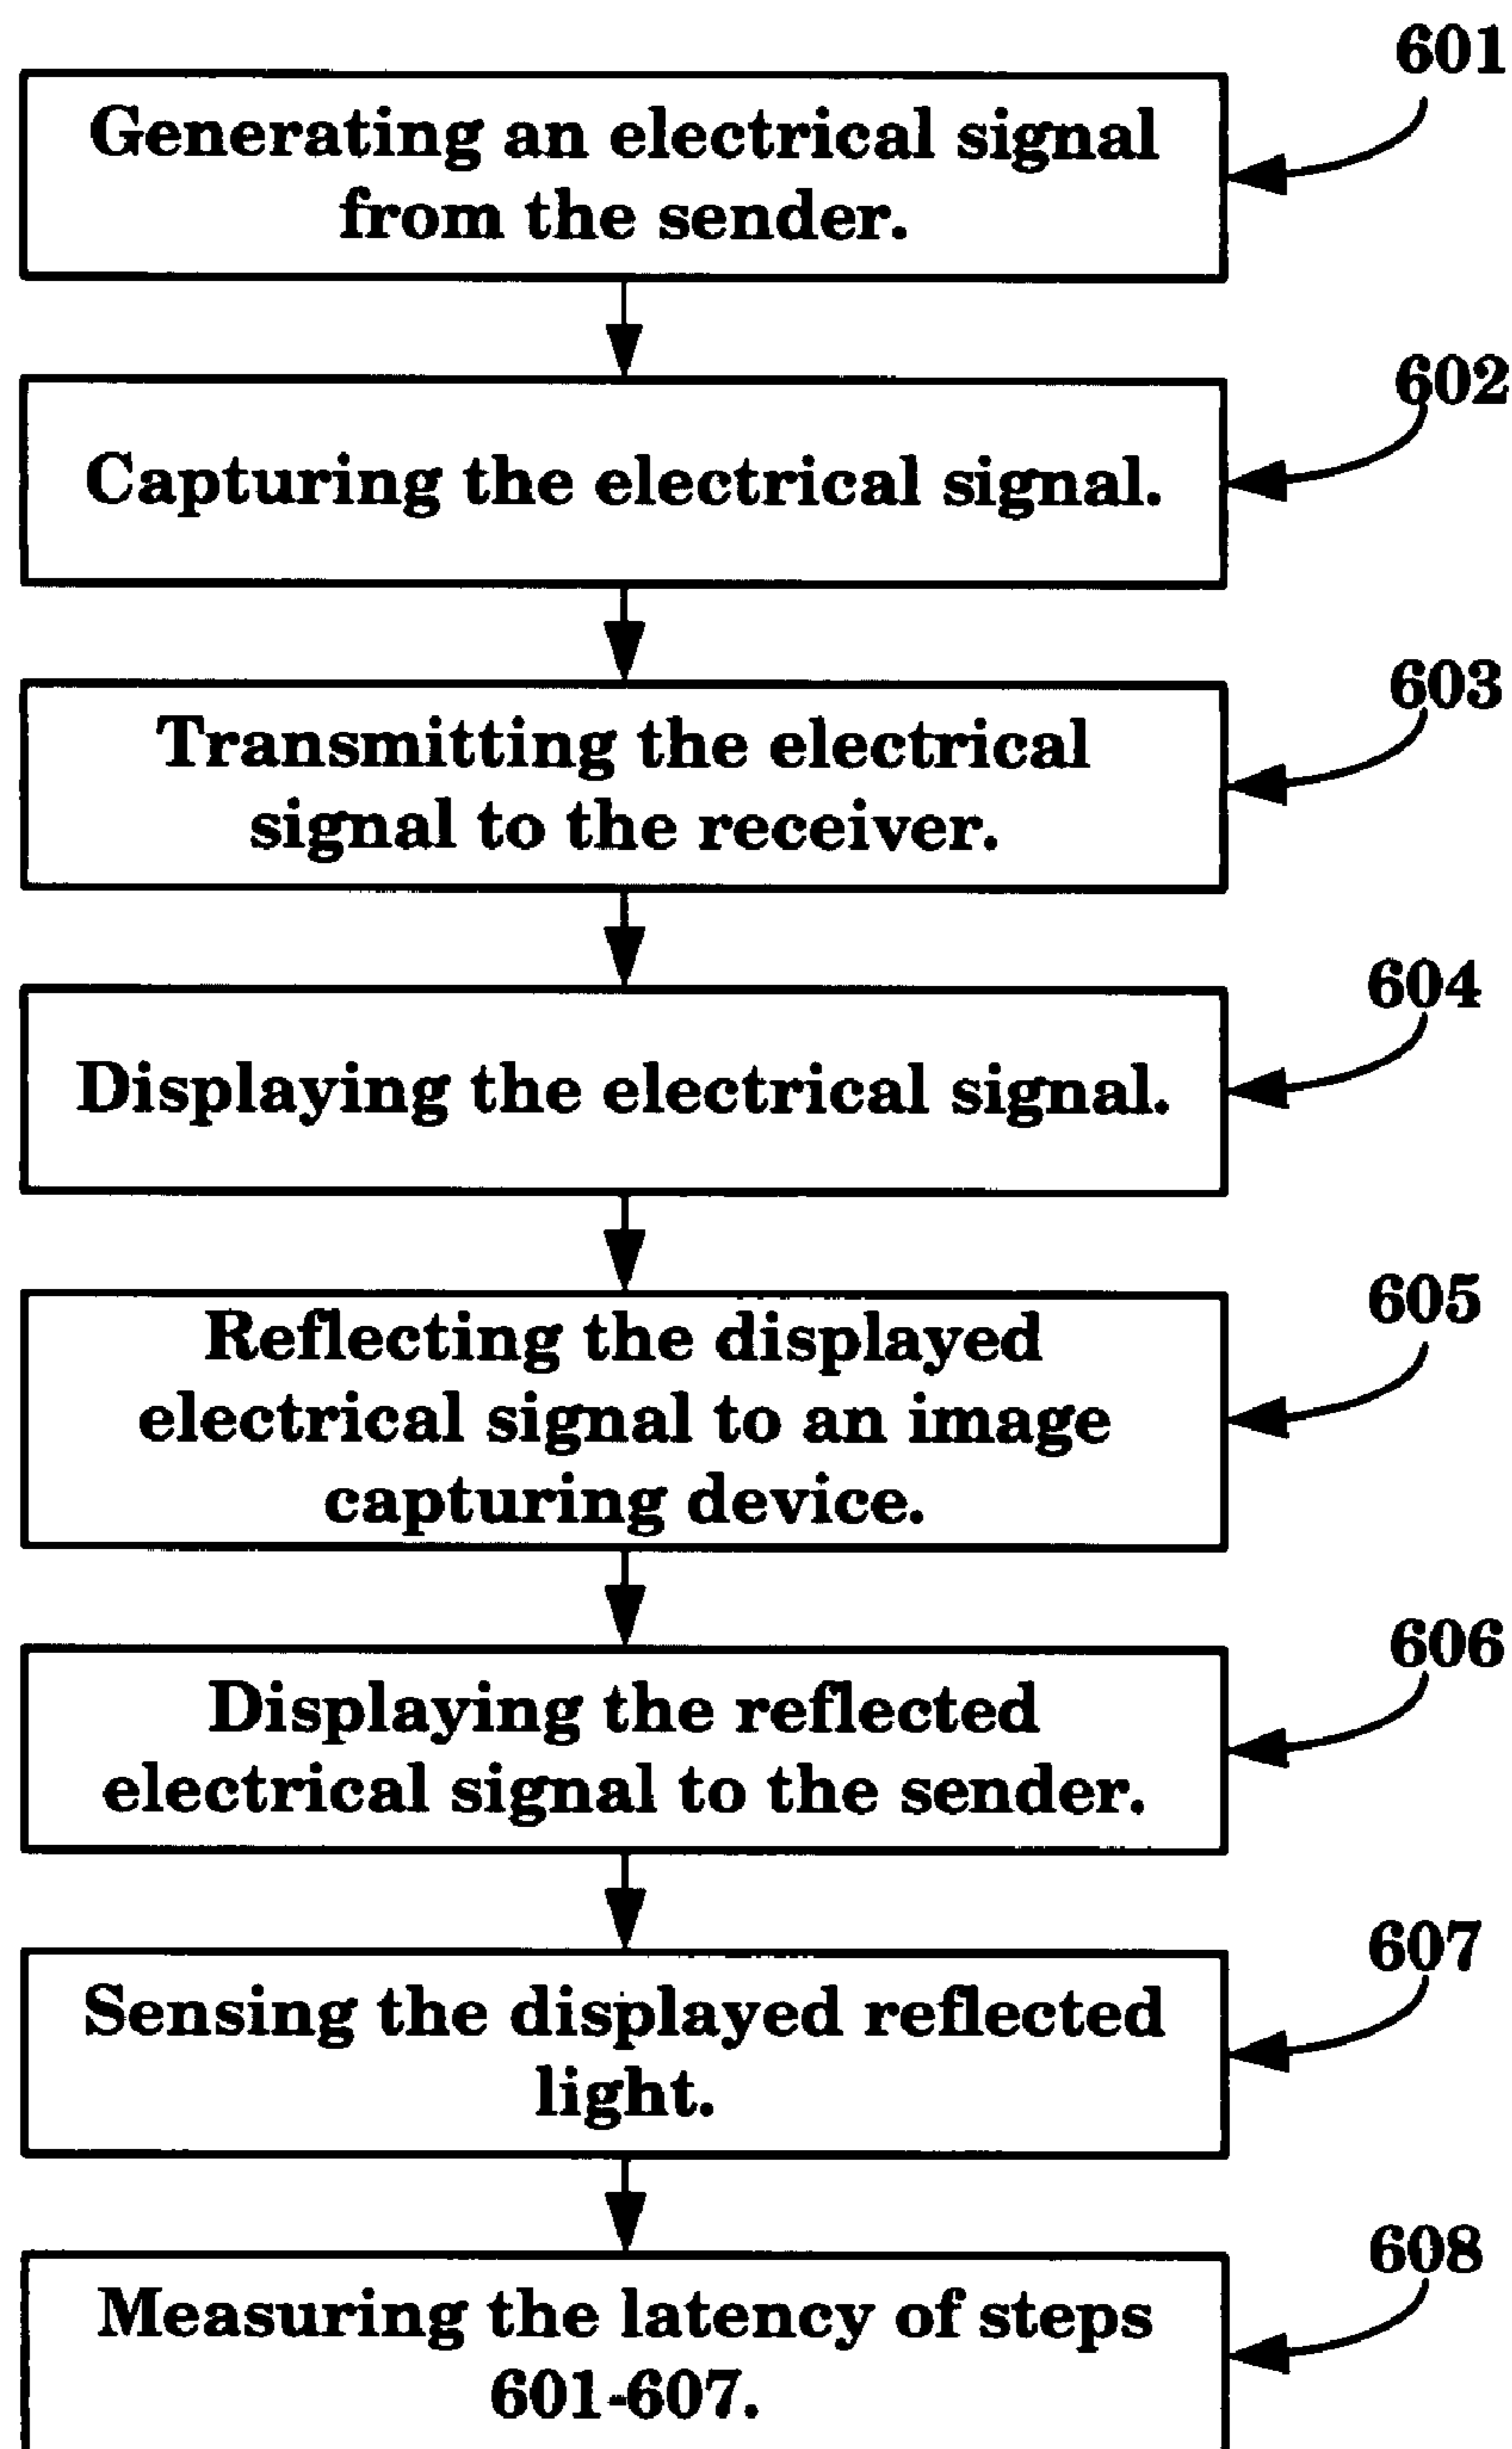 601
Generating an electrical signal
from the sender.
602
Capturing the electrical signal.
603
Transmitting the electrical
signal to the receiver.
604
Displaying the electrical signal.
605
Reflecting the displayed
electrical signal to an image
capturing device.
606
Displaying the reflected
electrical signal to the sender.
607
Sensing the displayed reflected
light.
608
Measuring the latency of steps
601-607.